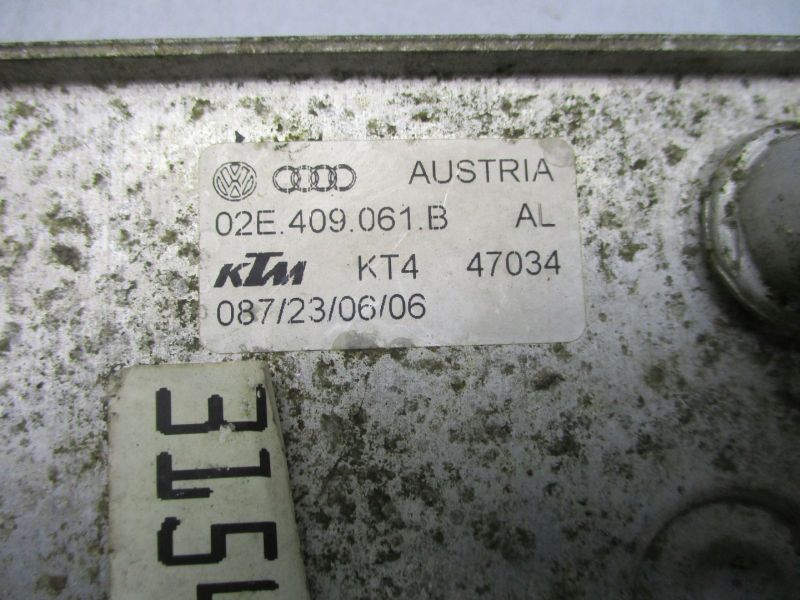 AUSTRIA
02E.409.061.B AL
KTM KT4 47034
087/23/06/06